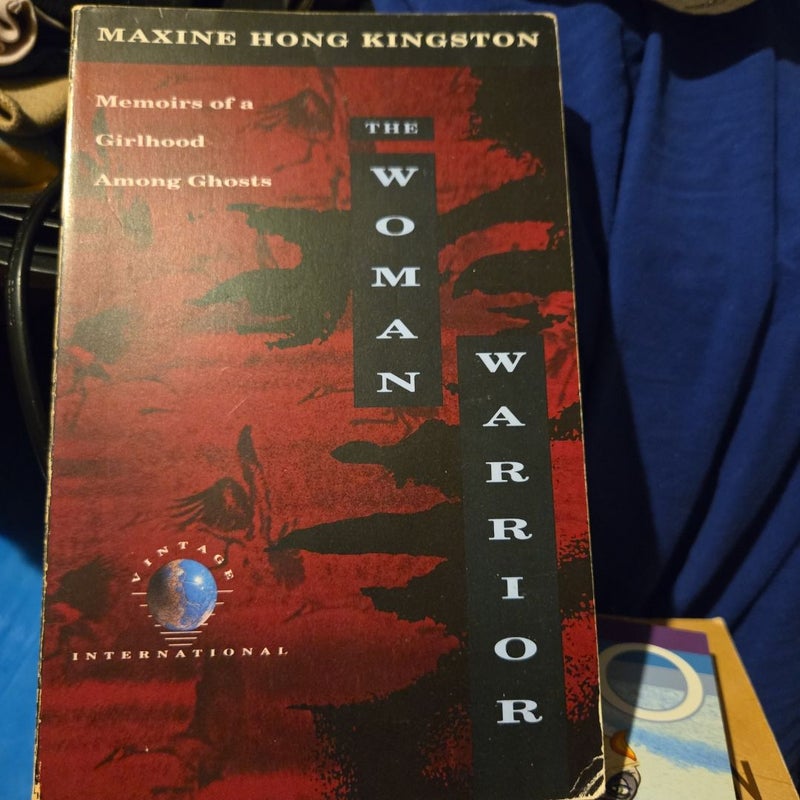 MAXINE HONG KINGSTON
Memoirs of a
Girlhood
Among Ghosts
THE
WOMAN
WARRIOR
VINTAGE
INTERNATIONAL
O
N